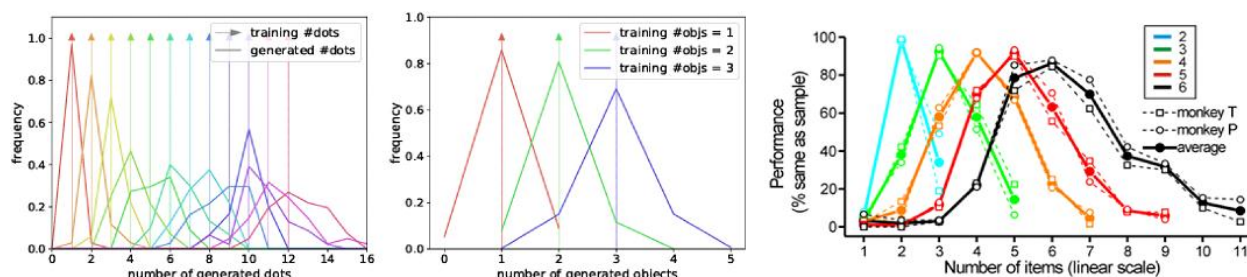 frequency
1.0
0.8
0.6
0.4
0.2
0.0
training #dots
generated #dots
0 2 4 6 8 10 12 14 16
number of generated dots
frequency
1.0
0.8
0.6
0.4
0.2
0.0
training #objs = 1
training #objs = 2
training #objs = 3
0 1 2 3 4 5
number of generated objects
Performance
(% same as sample)
100
80
60
40
20
0
2
3
4
5
6
monkey T
monkey P
average
1 2 3 4 5 6 7 8 9 10 11
Number of items (linear scale)